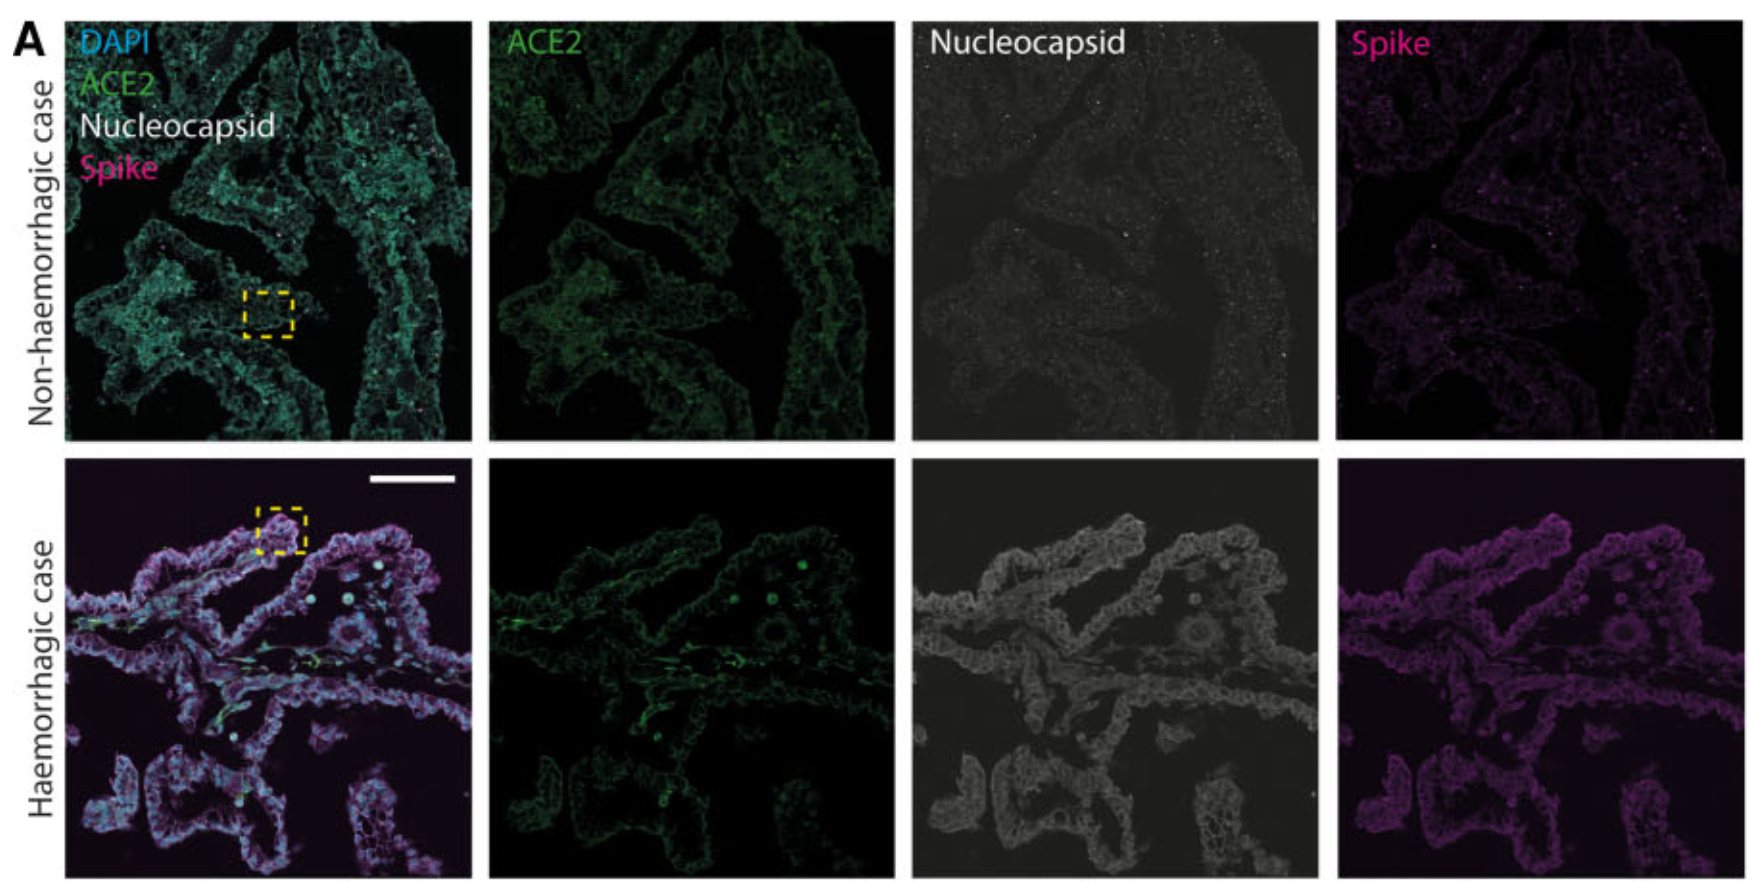 A
DAPI
ACE2
Nucleocapsid
Spike
ACE2
Nucleocapsid
Spike
Non-haemorrhagic case
Haemorrhagic case